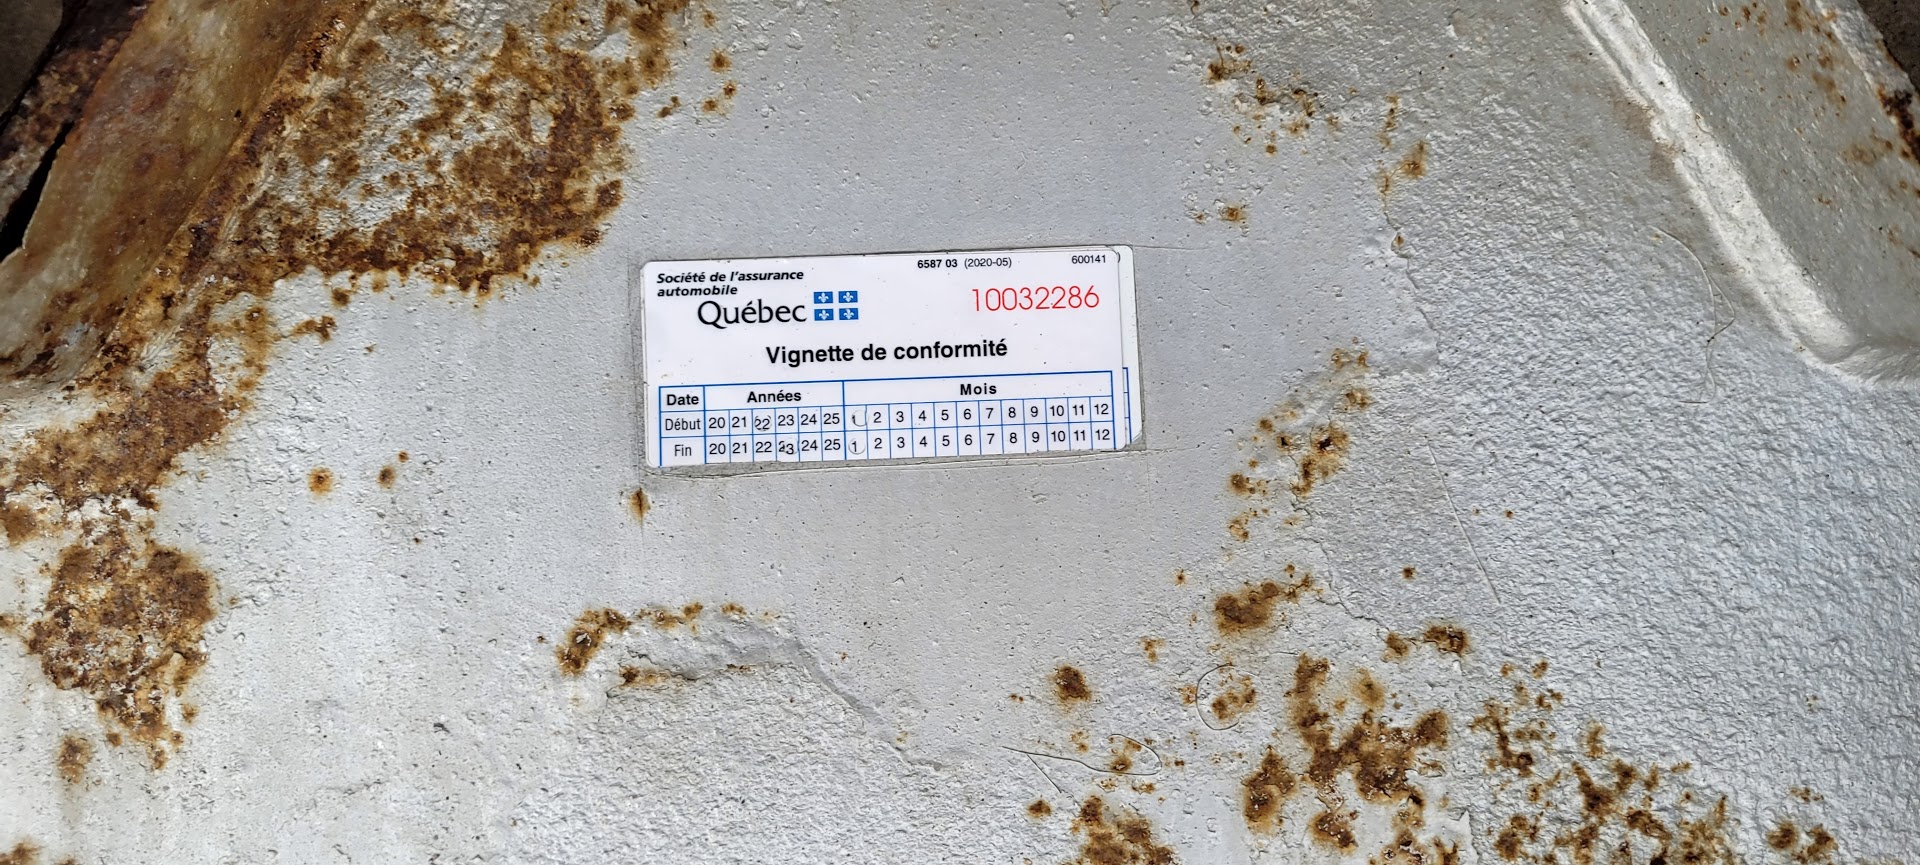 Société de l'assurance
automobile
Québec
6587 03 (2020-05)
600141
10032286
Vignette de conformité
Date Années Mois
Début 20 21 22 23 24 25 1 2 3 4 5 6 7 8 9 10 11 12
Fin 20 21 22 23 24 25 1 2 3 4 5 6 7 8 9 10 11 12